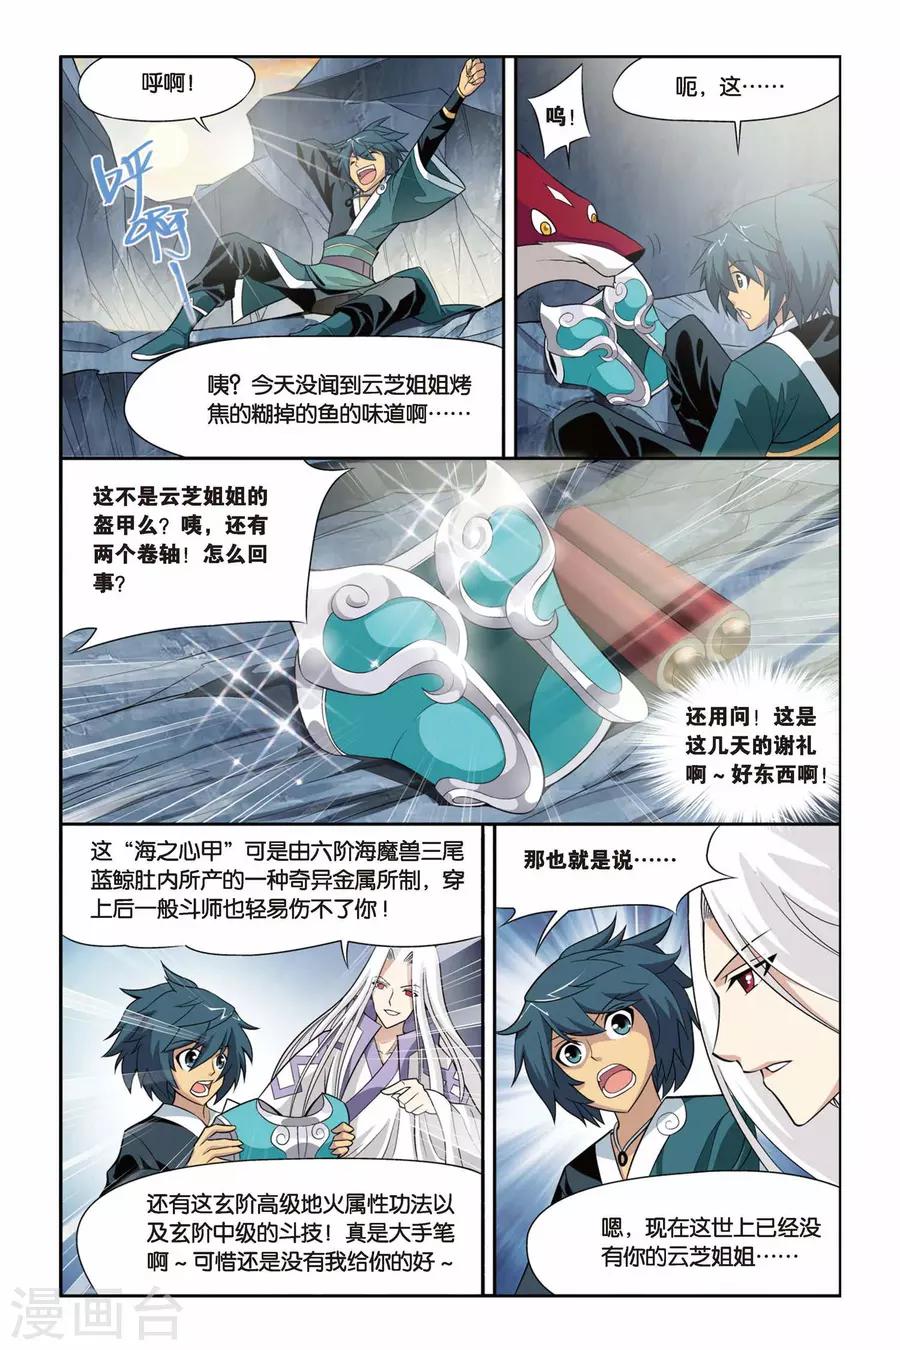 呼啊！
呼啊！
咦？今天没闻到云芝姐姐烤
焦的糊掉的鱼的味道啊……
呃，这……
呜！
这不是云芝姐姐的
盔甲么？咦，还有
两个卷轴！怎么回
事？
还用问！这是
这几天的谢礼
啊～好东西啊！
这“海之心甲”可是由六阶海魔兽三尾
蓝鲸肚内所产的一种奇异金属所制，穿
上后一般斗师也轻易伤不了你！
还有这玄阶高级地火属性功法以
及玄阶中级的斗技！真是大手笔
啊～可惜还是没有我给你的好～
那也就是说……
嗯，现在这世上已经没
有你的云芝姐姐……
漫画台